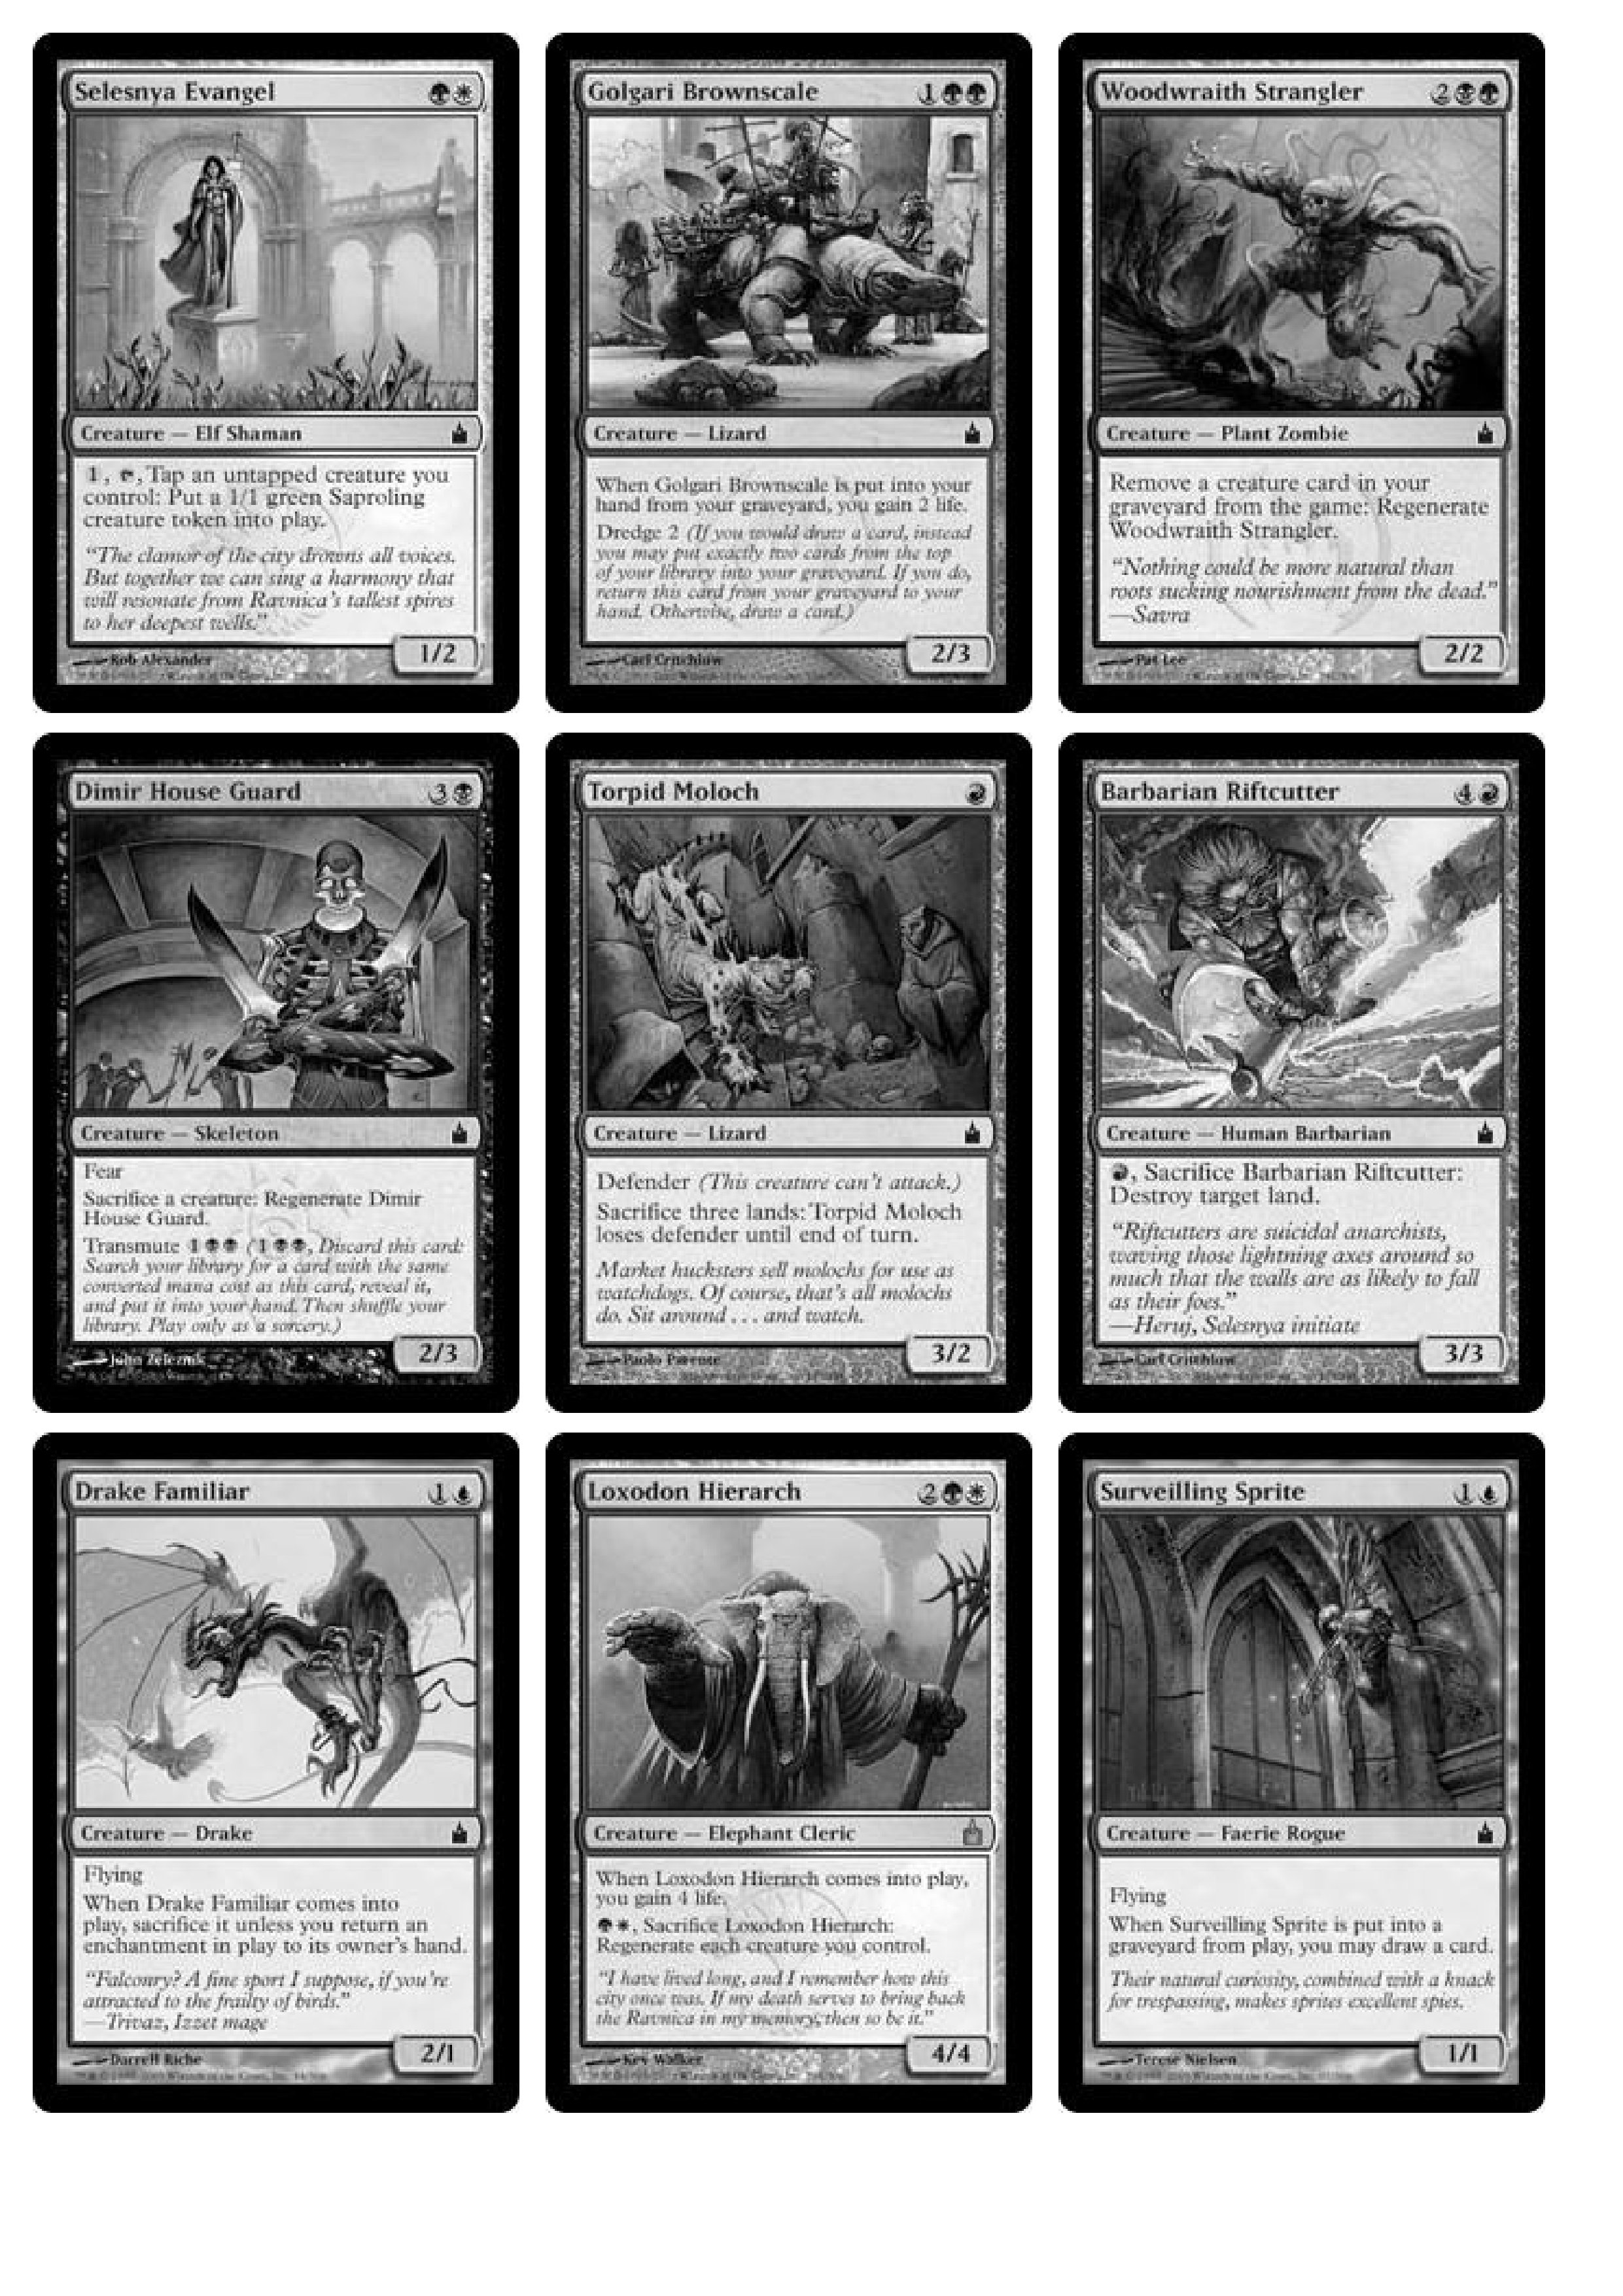 Selesnya Evangel
Creature — Elf Shaman
1, , Tap an untapped creature you
control: Put a 1/1 green Saproling
creature token into play.
“The clamor of the city drowns all voices.
But together we can sing a harmony that
will resonate from Ravnica’s tallest spires
to her deepest wells.”
1/2
Rob Alexander
Golgari Brownscale 1
Creature — Lizard
When Golgari Brownscale is put into your
hand from your graveyard, you gain 2 life.
Dredge 2 (If you would draw a card, instead
you may put exactly two cards from the top
of your library into your graveyard. If you do,
return this card from your graveyard to your
hand. Otherwise, draw a card.)
2/3
Carl Critchlow
Woodwraith Strangler 2
Creature — Plant Zombie
Remove a creature card in your
graveyard from the game: Regenerate
Woodwraith Strangler.
“Nothing could be more natural than
roots sucking nourishment from the dead.”
—Savra
2/2
Pat Lee
Dimir House Guard 3
Creature — Skeleton
Fear
Sacrifice a creature: Regenerate Dimir
House Guard.
Transmute 1 (1, Discard this card:
Search your library for a card with the same
converted mana cost as this card, reveal it,
and put it into your hand. Then shuffle your
library. Play only as a sorcery.)
2/3
John Zeleznik
Torpid Moloch
Creature — Lizard
Defender (This creature can’t attack.)
Sacrifice three lands: Torpid Moloch
loses defender until end of turn.
Market hucksters sell molochs for use as
watchdogs. Of course, that’s all molochs
do. Sit around . . . and watch.
3/2
Paolo Parente
Barbarian Riftcutter 4
Creature — Human Barbarian
, Sacrifice Barbarian Riftcutter:
Destroy target land.
“Riftcutters are suicidal anarchists,
waving those lightning axes around so
much that the walls are as likely to fall
as their foes.”
—Heruj, Selesnya initiate
3/3
Carl Critchlow
Drake Familiar 1
Creature — Drake
Flying
When Drake Familiar comes into
play, sacrifice it unless you return an
enchantment in play to its owner’s hand.
“Falconry? A fine sport I suppose, if you’re
attracted to the frailty of birds.”
—Trivaz, Izzet mage
2/1
Darrell Riche
Loxodon Hierarch 2
Creature — Elephant Cleric
When Loxodon Hierarch comes into play,
you gain 4 life.
, Sacrifice Loxodon Hierarch:
Regenerate each creature you control.
“I have lived long, and I remember how this
city once was. If my death serves to bring back
the Ravnica in my memory, then so be it.”
4/4
Kev Walker
Surveilling Sprite 1
Creature — Faerie Rogue
Flying
When Surveilling Sprite is put into a
graveyard from play, you may draw a card.
Their natural curiosity, combined with a knack
for trespassing, makes sprites excellent spies.
1/1
Terese Nielsen